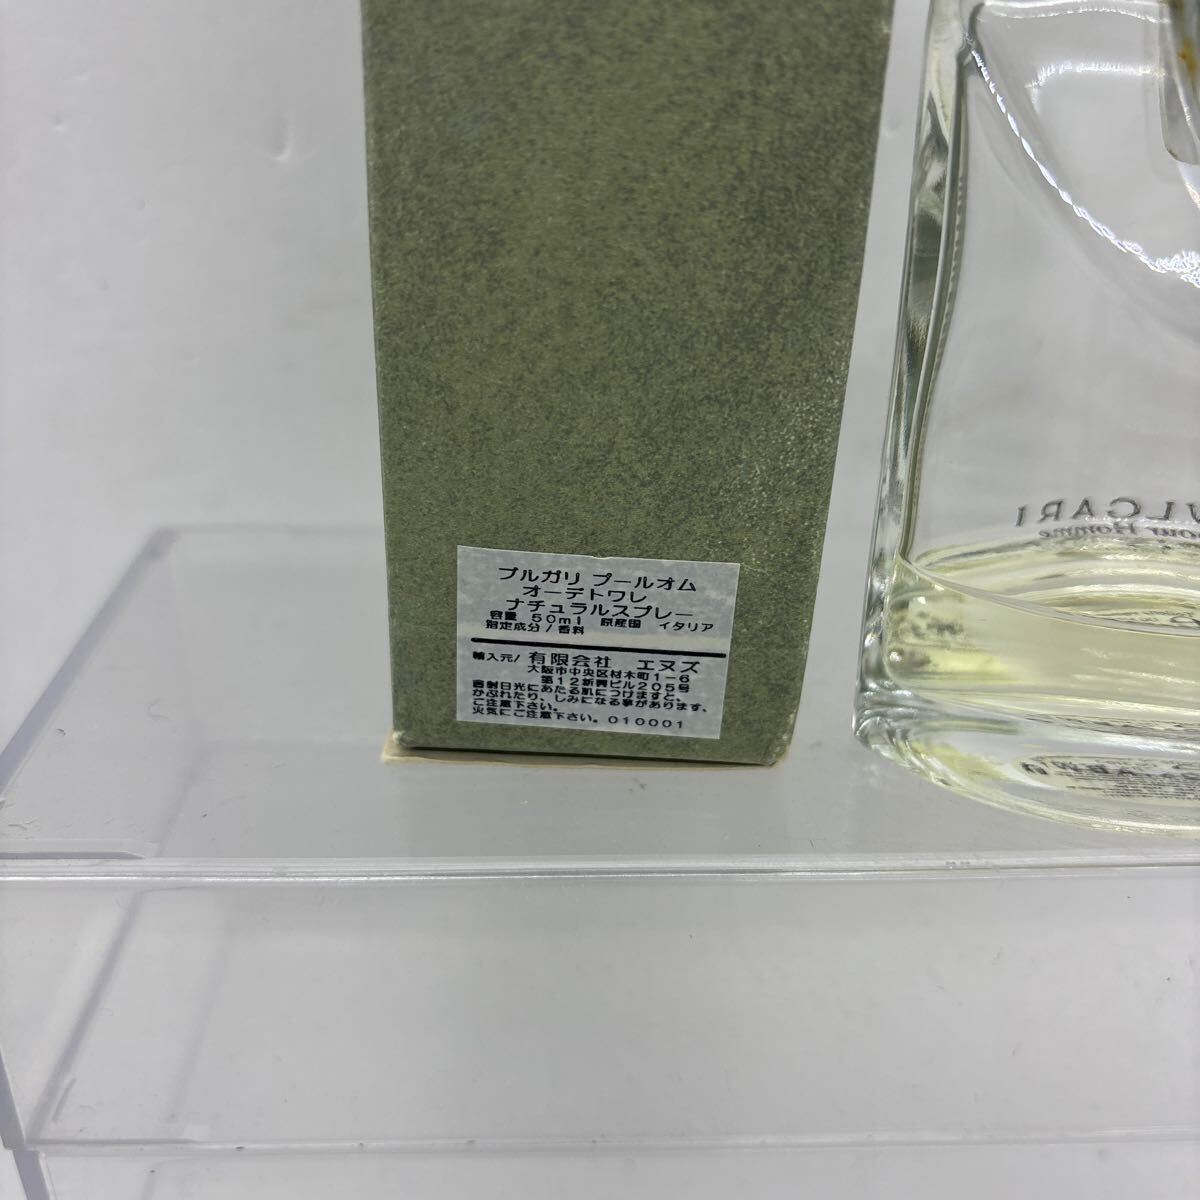 ブルガリ プールオム
オーデトワレ
ナチュラルスプレー
容量 50ml 原産国 イタリア
指定成分/香料
輸入元/ 有限会社 エヌズ
大阪市中央区材木町1-6
第12新興ビル205号
直射日光にあたる肌につけますと、
かぶれたり、しみになる事があります、
ご注意下さい。
火気にご注意下さい。010001
VLGARI
pour Homme